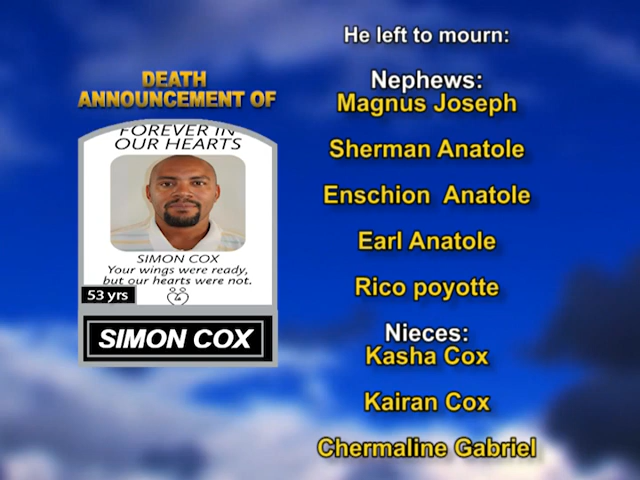 DEATH
ANNOUNCEMENT OF
FOREVER IN
OUR HEARTS
SIMON COX
Your wings were ready,
but our hearts were not.
53 yrs
SIMON COX
He left to mourn:
Nephews:
Magnus Joseph
Sherman Anatole
Enschion Anatole
Earl Anatole
Rico poyotte
Nieces:
Kasha Cox
Kairan Cox
Chermaline Gabriel